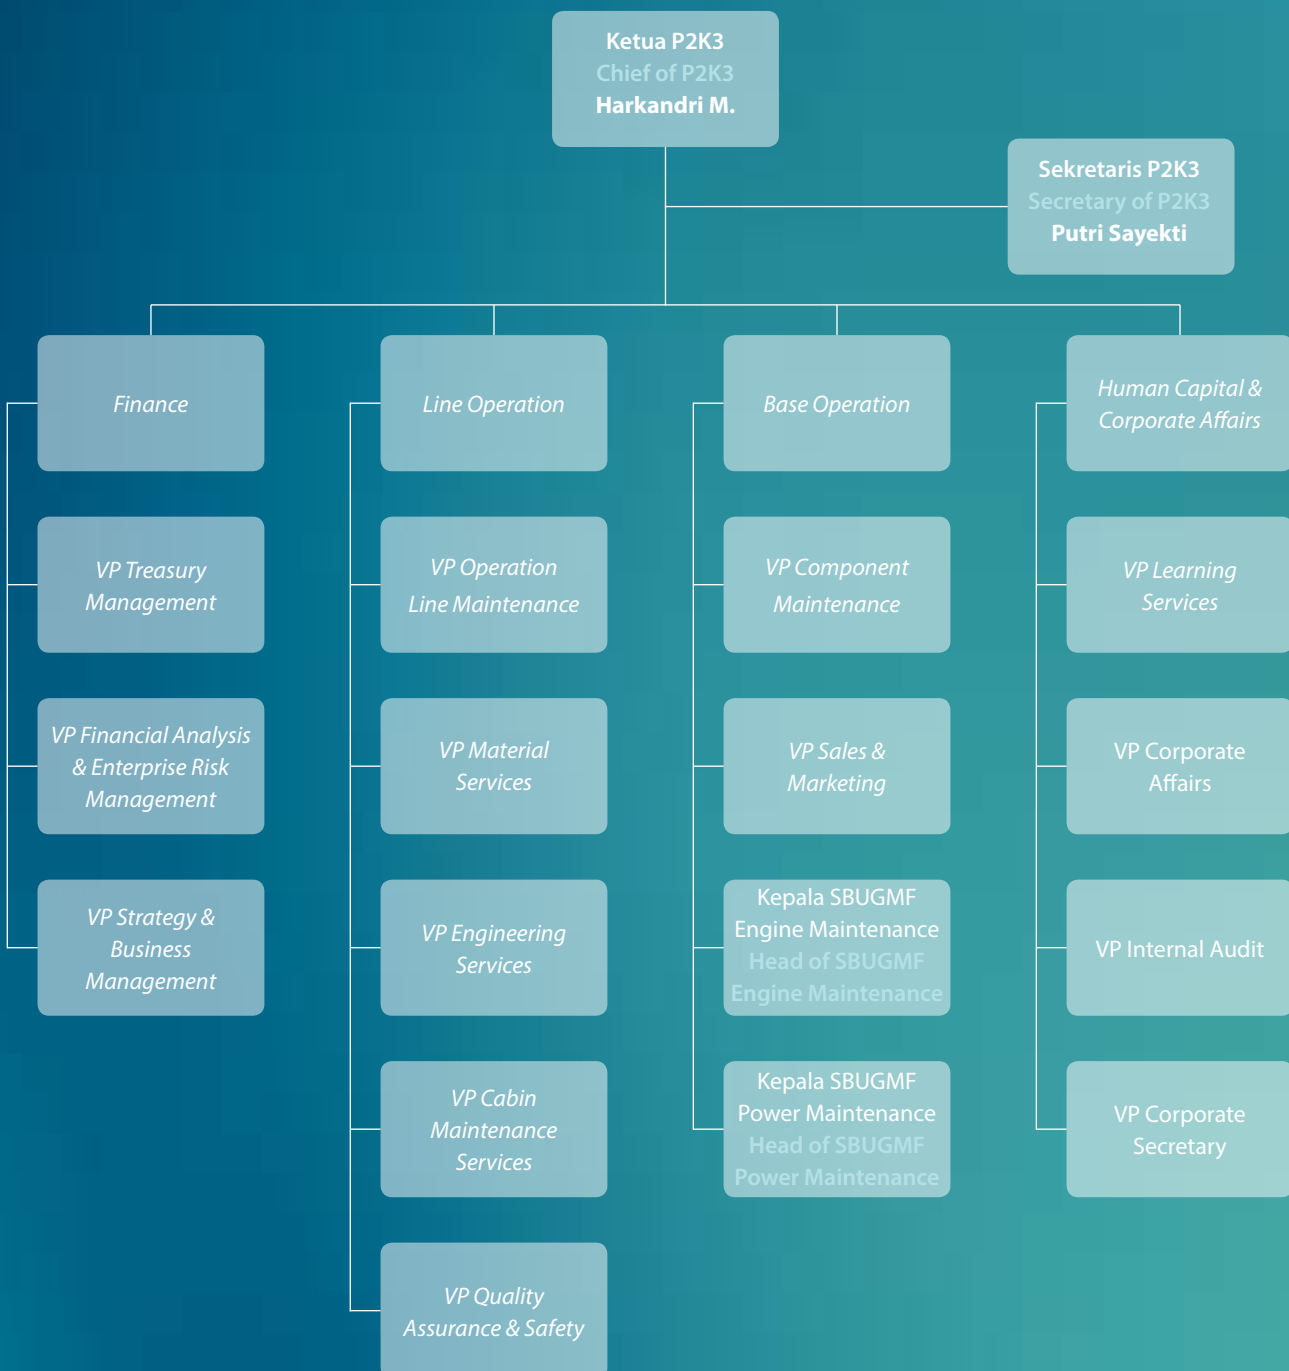 Ketua P2K3
Chief of P2K3
Harkandri M.
Sekretaris P2K3
Secretary of P2K3
Putri Sayekti
Finance
VP Treasury
Management
VP Financial Analysis
& Enterprise Risk
Management
VP Strategy &
Business
Management
Line Operation
VP Operation
Line Maintenance
VP Material
Services
VP Engineering
Services
VP Cabin
Maintenance
Services
VP Quality
Assurance & Safety
Base Operation
VP Component
Maintenance
VP Sales &
Marketing
Kepala SBUGMF
Engine Maintenance
Head of SBUGMF
Engine Maintenance
Kepala SBUGMF
Power Maintenance
Head of SBUGMF
Power Maintenance
Human Capital &
Corporate Affairs
VP Learning
Services
VP Corporate
Affairs
VP Internal Audit
VP Corporate
Secretary